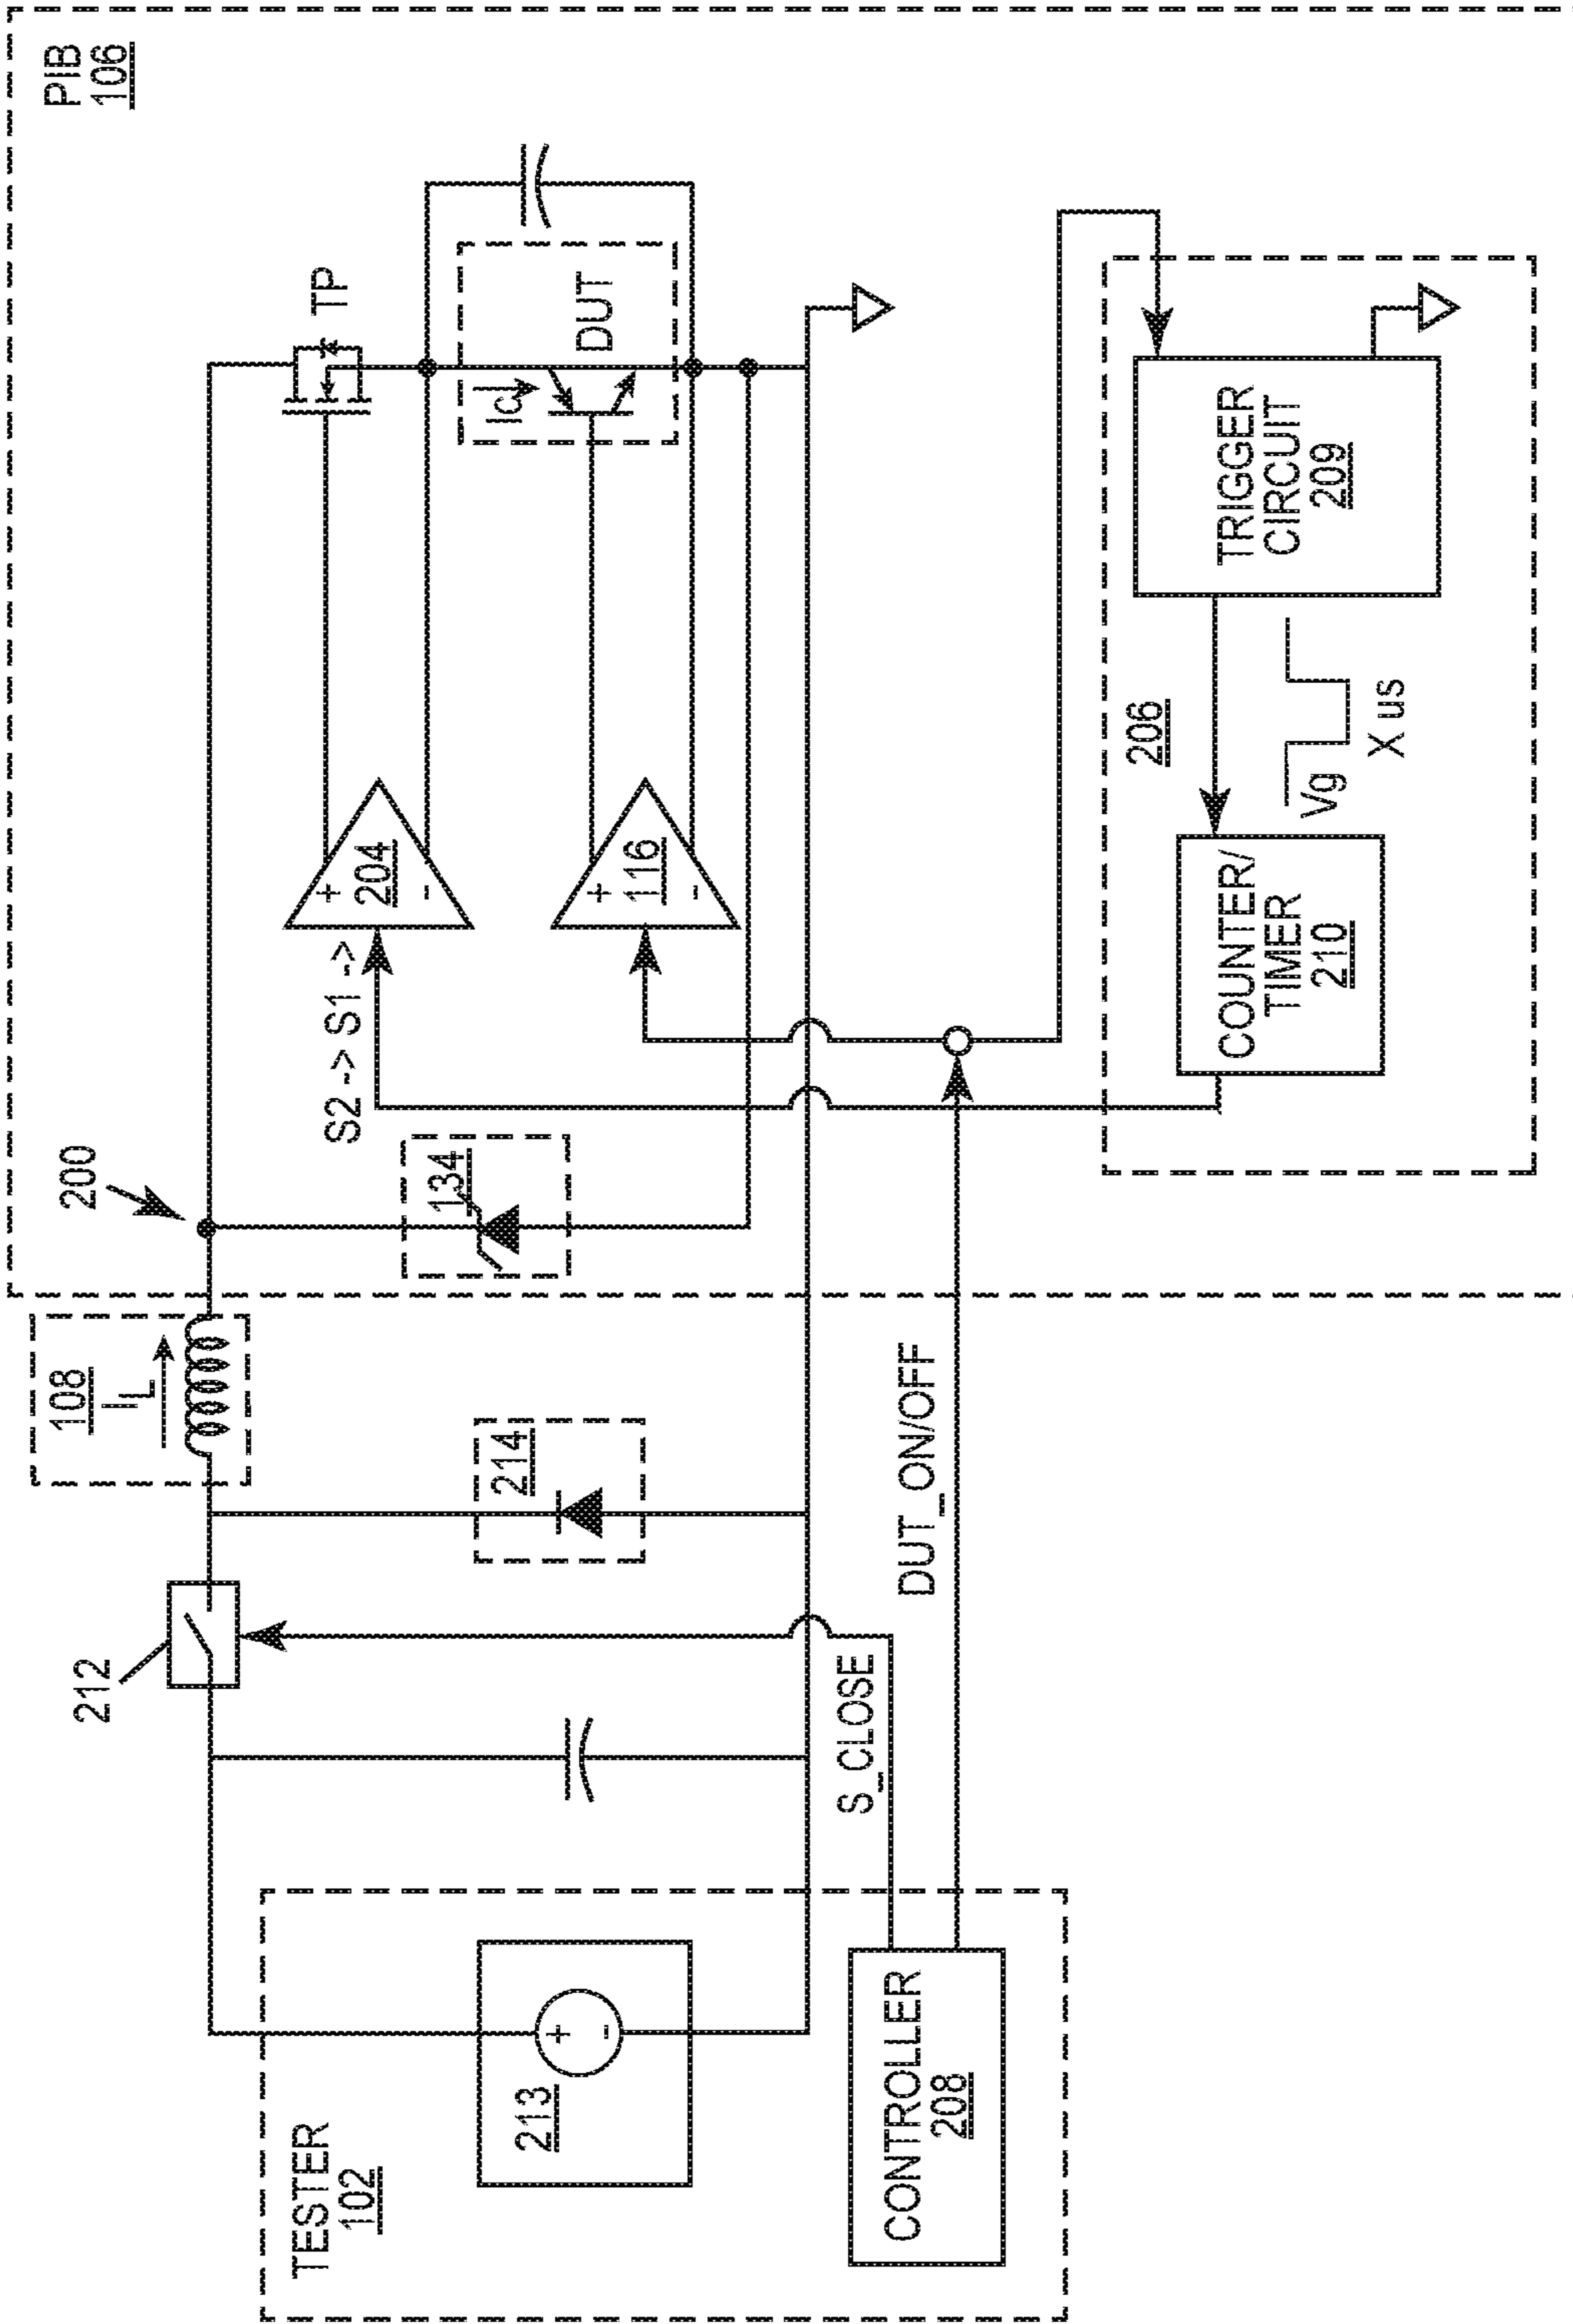 PIB
106
200
108
I_L
212
134
214
S2 -> S1 ->
+
204
-
+
116
-
TP
Ic
DUT
TESTER
102
213
+
-
CONTROLLER
208
S_CLOSE
DUT_ON/OFF
206
COUNTER/
TIMER
210
Vg
X us
TRIGGER
CIRCUIT
209